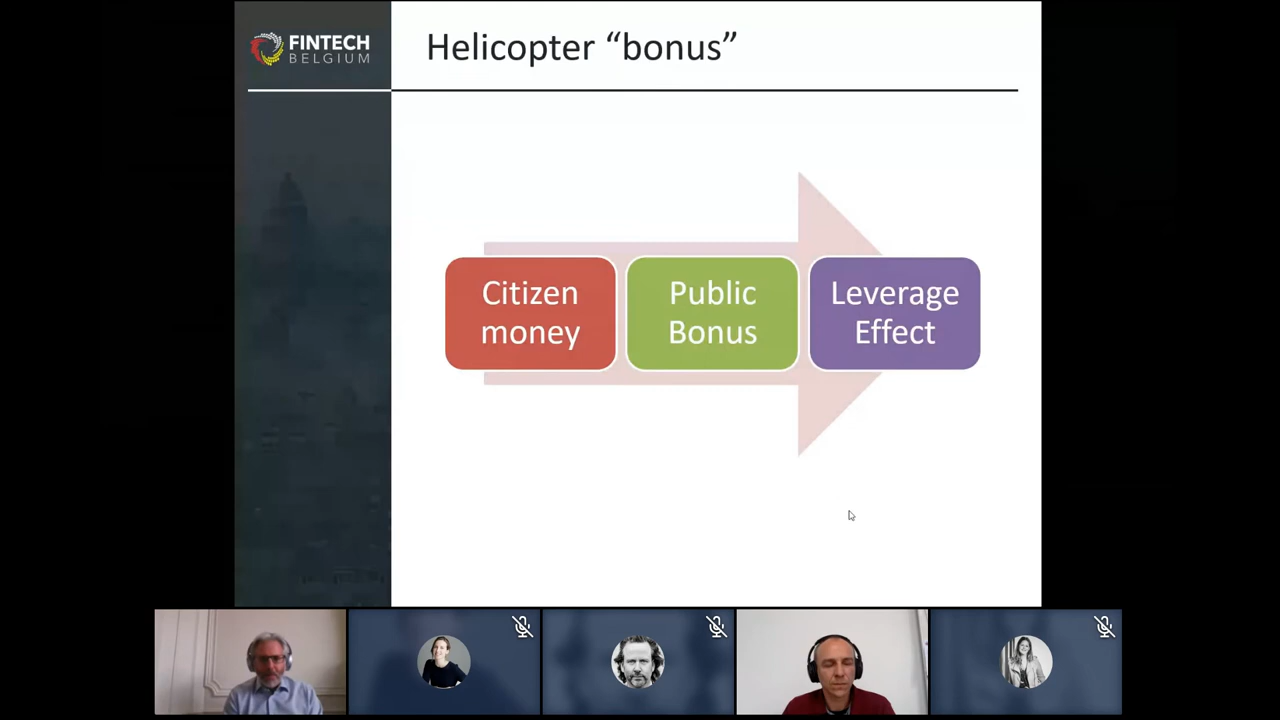 FINTECH
BELGIUM
Helicopter “bonus”
Citizen
money
Public
Bonus
Leverage
Effect